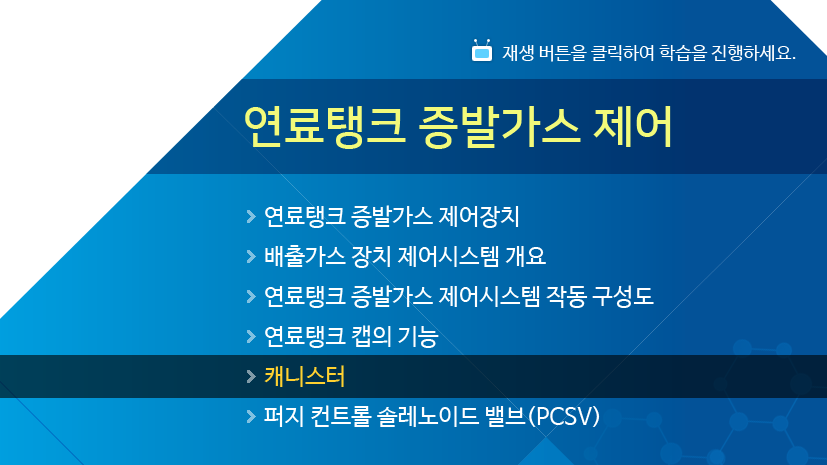 재생 버튼을 클릭하여 학습을 진행하세요.
연료탱크 증발가스 제어
연료탱크 증발가스 제어장치
배출가스 장치 제어시스템 개요
연료탱크 증발가스 제어시스템 작동 구성도
연료탱크 캡의 기능
캐니스터
퍼지 컨트롤 솔레노이드 밸브(PCSV)